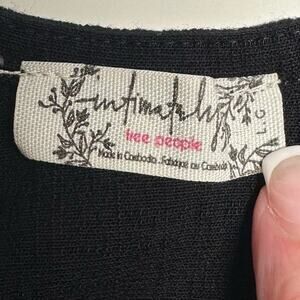 intimately
free people
Made in Cambodia . Fabriqué au Cambodge
L G